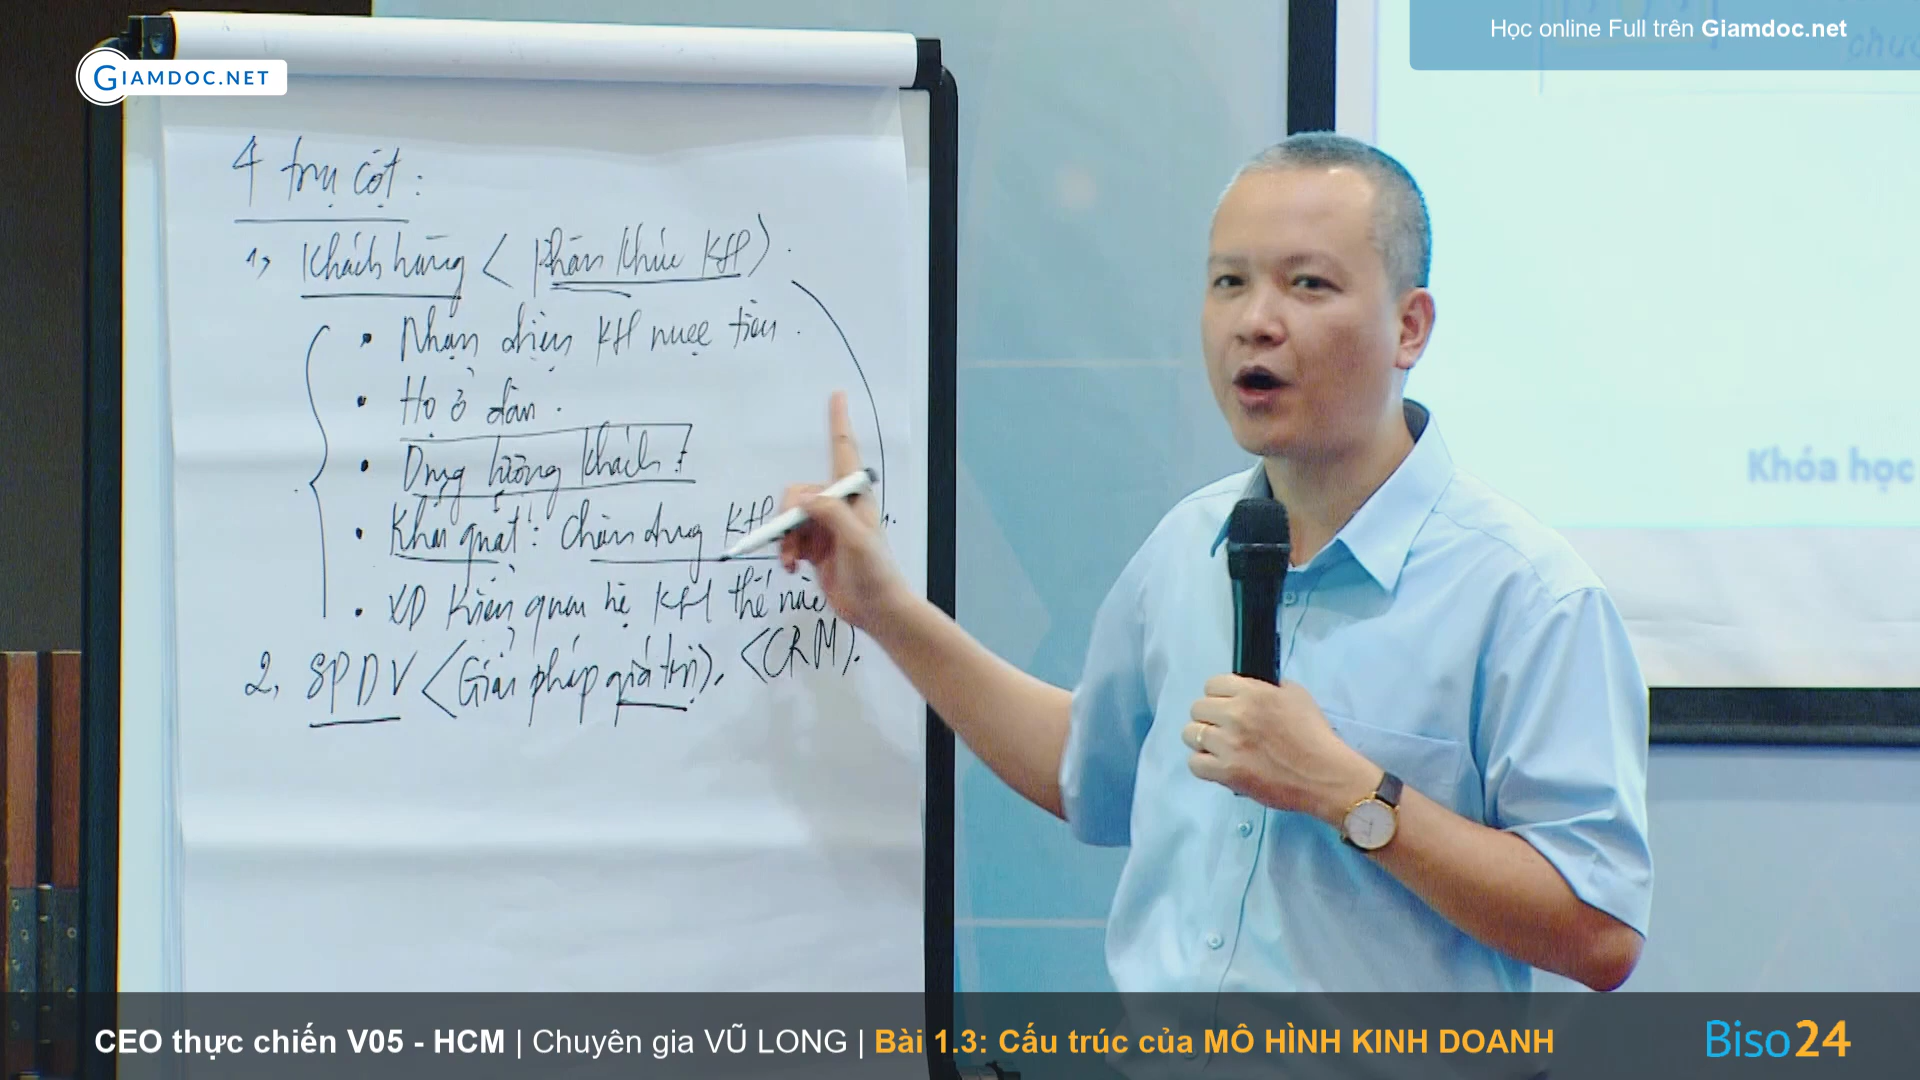 GIAMDOC.NET
Học online Full trên Giamdoc.net
chuc
4 trụ cột:
1, Khách hàng < Phân khúc KH).
• Nhận diện KH mục tiêu.
• Họ ở đâu.
• Dung lượng khách?
• Khái quát: Chân dung KH
• XD quan hệ KH thế nào
2, SPDV < Giải pháp giá trị). <CRM).
Khóa học
CEO thực chiến V05 - HCM | Chuyên gia VŨ LONG | Bài 1.3: Cấu trúc của MÔ HÌNH KINH DOANH
Biso24